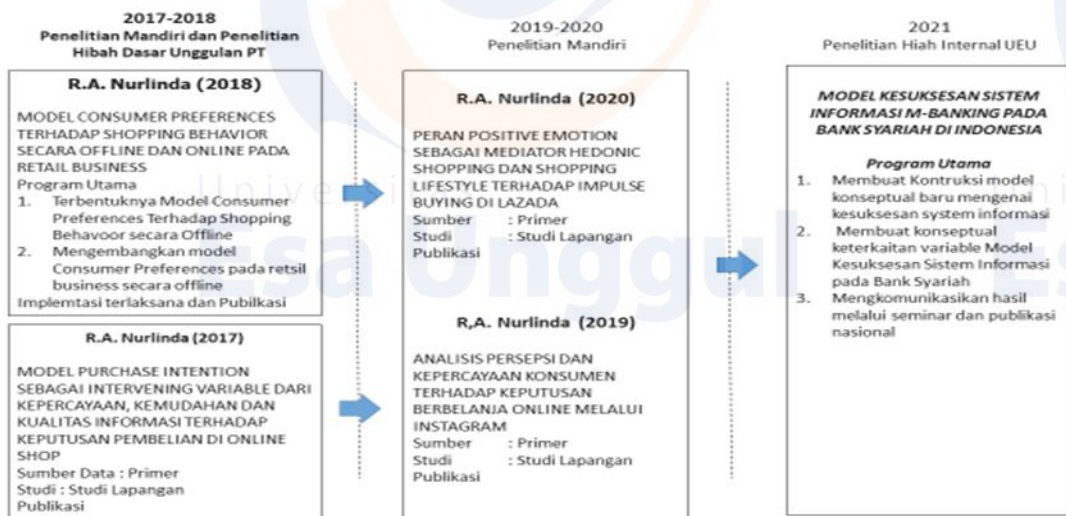 2017-2018
Penelitian Mandiri dan Penelitian
Hibah Dasar Unggulan PT
R.A. Nurlinda (2018)
MODEL CONSUMER PREFERENCES
TERHADAP SHOPPING BEHAVIOR
SECARA OFFLINE DAN ONLINE PADA
RETAIL BUSINESS
Program Utama
1. Terbentuknya Model Consumer
Preferences Terhadap Shopping
Behavoor secara Offline
2. Mengembangkan model
Consumer Preferences pada retsil
business secara offline
Implemtasi terlaksana dan Pubilkasi
R.A. Nurlinda (2017)
MODEL PURCHASE INTENTION
SEBAGAI INTERVENING VARIABLE DARI
KEPERCAYAAN, KEMUDAHAN DAN
KUALITAS INFORMASI TERHADAP
KEPUTUSAN PEMBELIAN DI ONLINE
SHOP
Sumber Data : Primer
Studi : Studi Lapangan
Publikasi
2019-2020
Penelitian Mandiri
R.A. Nurlinda (2020)
PERAN POSITIVE EMOTION
SEBAGAI MEDIATOR HEDONIC
SHOPPING DAN SHOPPING
LIFESTYLE TERHADAP IMPULSE
BUYING DI LAZADA
Sumber : Primer
Studi : Studi Lapangan
Publikasi
R,A. Nurlinda (2019)
ANALISIS PERSEPSI DAN
KEPERCAYAAN KONSUMEN
TERHADAP KEPUTUSAN
BERBELANJA ONLINE MELALUI
INSTAGRAM
Sumber : Primer
Studi : Studi Lapangan
Publikasi
2021
Penelitian Hiah Internal UEU
MODEL KESUKSESAN SISTEM
INFORMASI M-BANKING PADA
BANK SYARIAH DI INDONESIA
Program Utama
1. Membuat Kontruksi model
konseptual baru mengenai
kesuksesan system informasi
2. Membuat konseptual
keterkaitan variable Model
Kesuksesan Sistem Informasi
pada Bank Syariah
3. Mengkomunikasikan hasil
melalui seminar dan publikasi
nasional
Esa Unggul